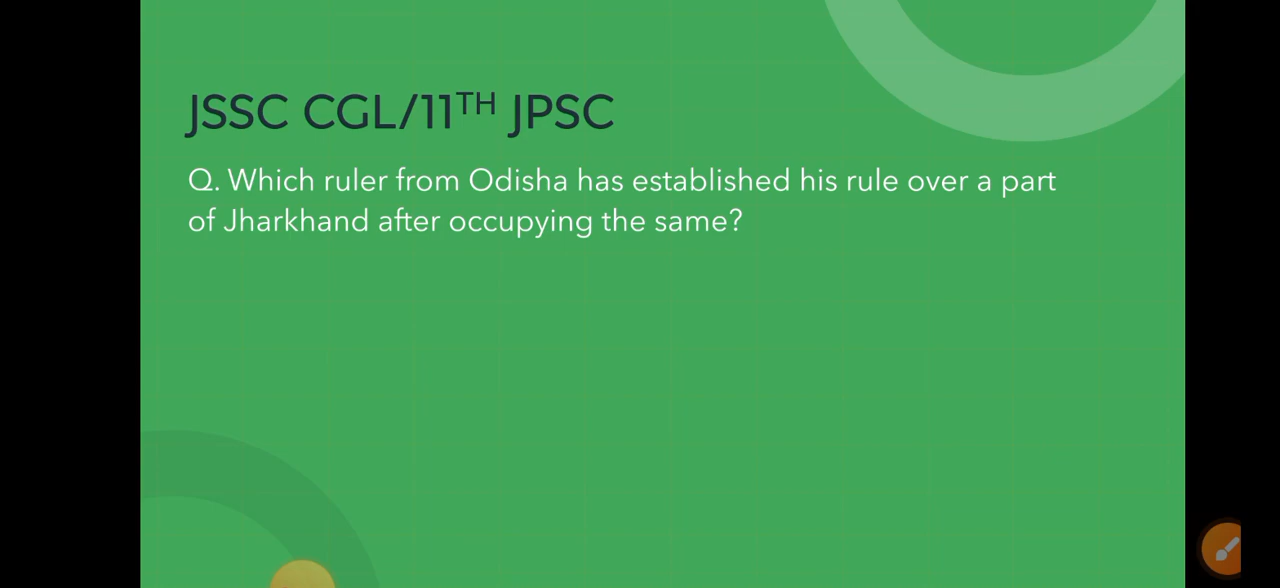 JSSC CGL/11TH JPSC
Q. Which ruler from Odisha has established his rule over a part
of Jharkhand after occupying the same?